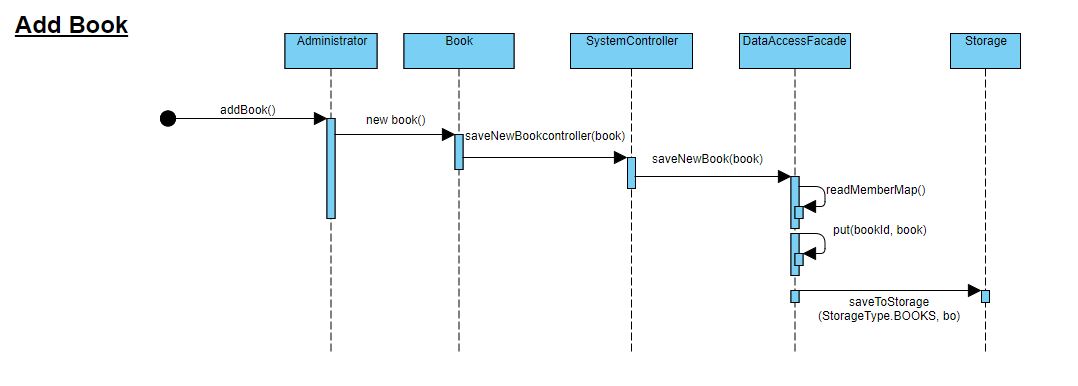 Add Book
Administrator
Book
SystemController
DataAccessFacade
Storage
addBook()
new book()
saveNewBookcontroller(book)
saveNewBook(book)
readMemberMap()
put(bookId, book)
saveToStorage
(StorageType.BOOKS, bo)